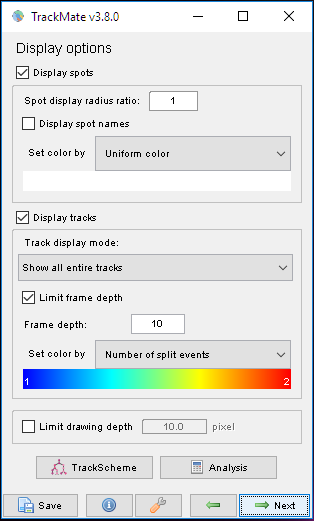 TrackMate v3.8.0
Display options
Display spots
Spot display radius ratio: 1
Display spot names
Set color by Uniform color
Display tracks
Track display mode:
Show all entire tracks
Limit frame depth
Frame depth: 10
Set color by Number of split events
1 2
Limit drawing depth 10.0 pixel
TrackScheme Analysis
Save Next